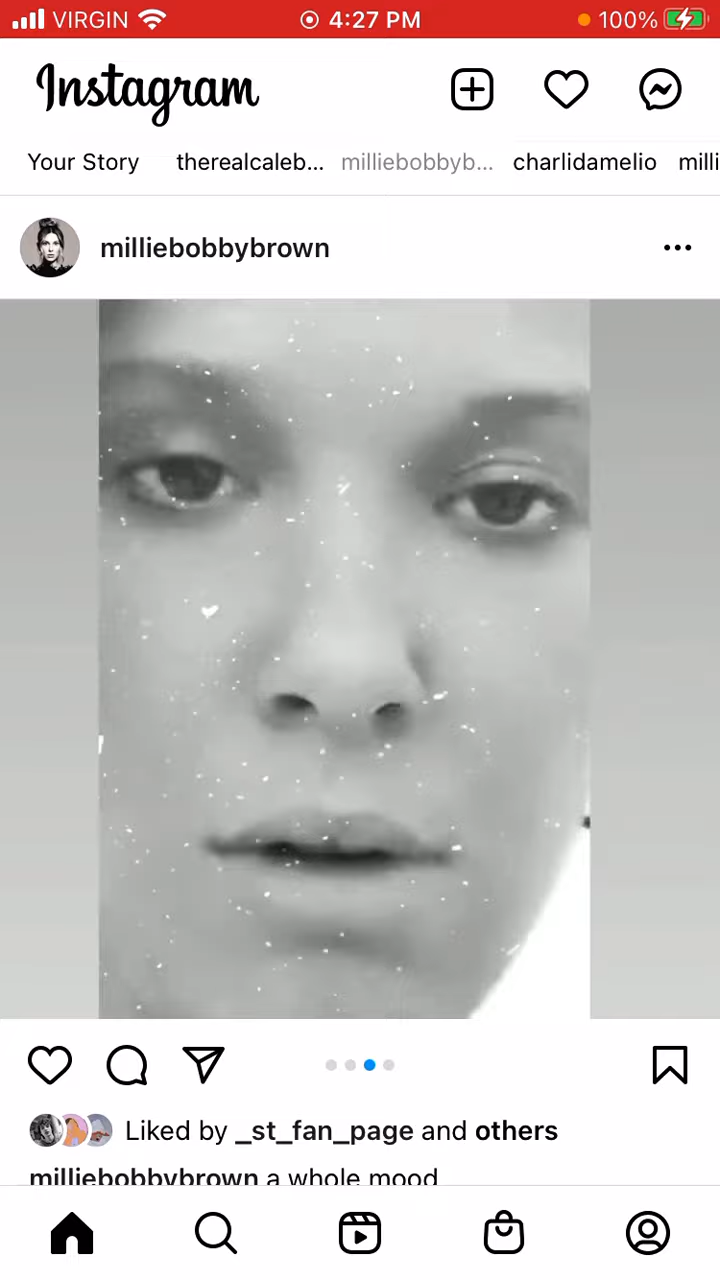 VIRGIN 4:27 PM 100%
Instagram
Your Story therealcaleb... milliebobbyb... charlidamelio milli
milliebobbybrown
Liked by _st_fan_page and others
milliebobbybrown a whole mood